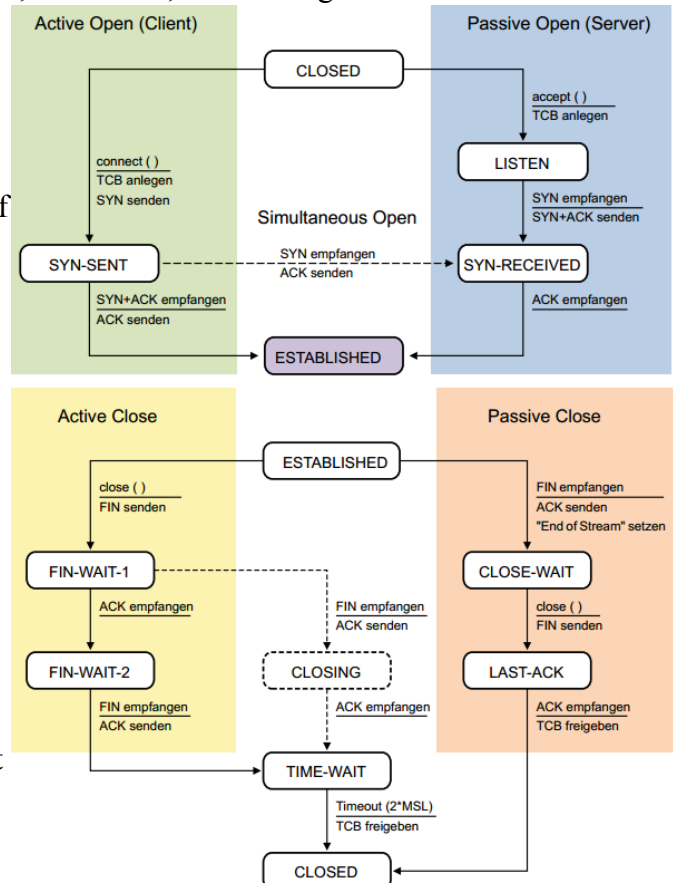 Active Open (Client)
Passive Open (Server)
CLOSED
accept ( )
TCB anlegen
LISTEN
connect ( )
TCB anlegen
SYN senden
f
SYN empfangen
SYN+ACK senden
Simultaneous Open
SYN empfangen
ACK senden
SYN-SENT
SYN-RECEIVED
SYN+ACK empfangen
ACK senden
ACK empfangen
ESTABLISHED
Active Close
Passive Close
ESTABLISHED
close ( )
FIN senden
FIN empfangen
ACK senden
"End of Stream" setzen
FIN-WAIT-1
CLOSE-WAIT
ACK empfangen
FIN empfangen
ACK senden
close ( )
FIN senden
FIN-WAIT-2
CLOSING
LAST-ACK
FIN empfangen
ACK senden
ACK empfangen
ACK empfangen
TCB freigeben
t
TIME-WAIT
Timeout (2*MSL)
TCB freigeben
CLOSED